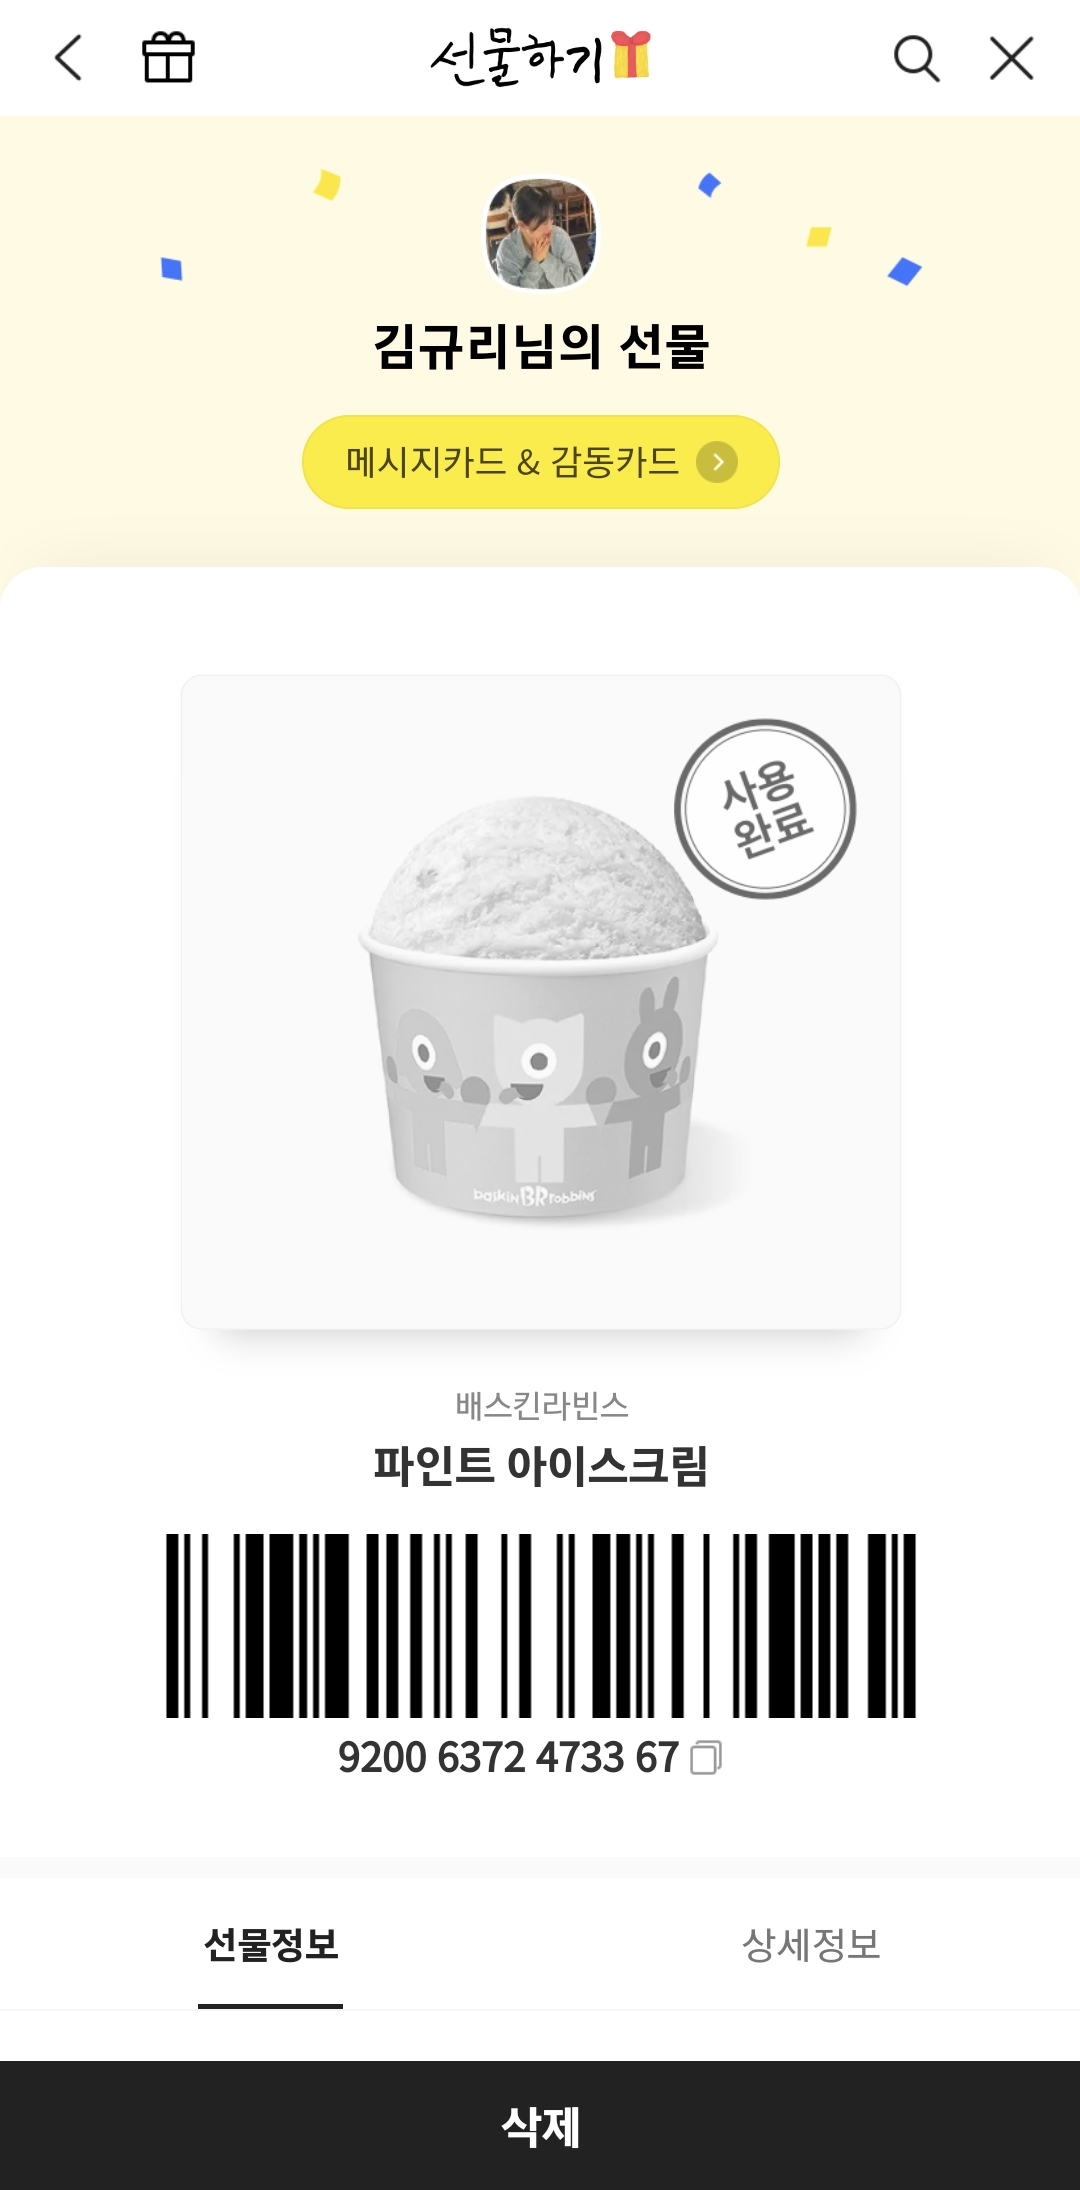 선물하기
김규리님의 선물
메시지카드 & 감동카드
사용
완료
baskin BR robbins
배스킨라빈스
파인트 아이스크림
9200 6372 4733 67
선물정보
상세정보
삭제